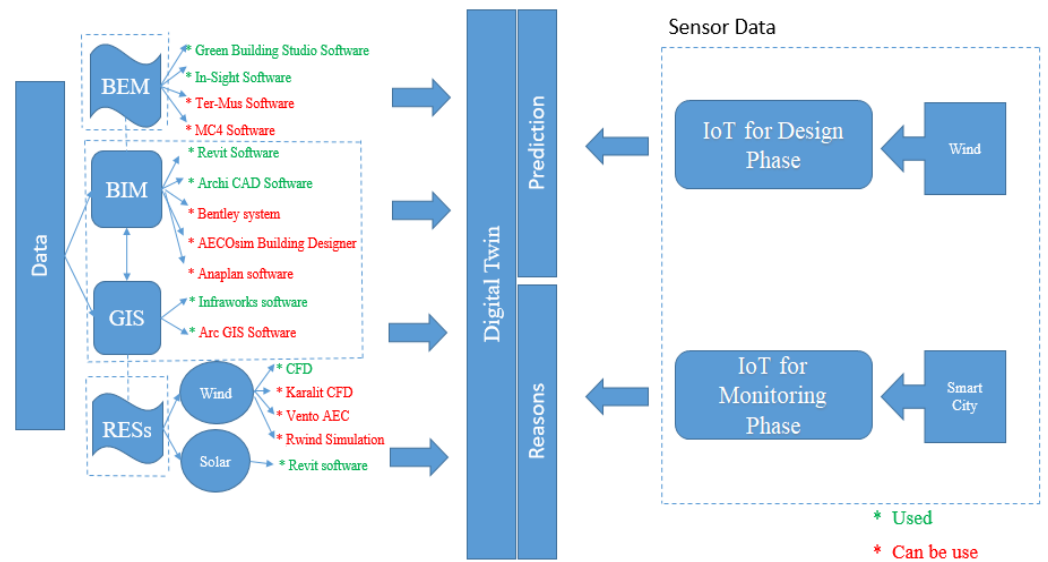 Data
BEM
* Green Building Studio Software
* In-Sight Software
* Ter-Mus Software
* MC4 Software
BIM
* Revit Software
* Archi CAD Software
* Bentley system
* AECOsim Building Designer
* Anaplan software
GIS
* Infraworks software
* Arc GIS Software
RESs
Wind
* CFD
* Karalit CFD
* Vento AEC
* Rwind Simulation
Solar
* Revit software
Digital Twin
Prediction
Reasons
Sensor Data
IoT for Design
Phase
Wind
IoT for
Monitoring
Phase
Smart
City
* Used
* Can be use